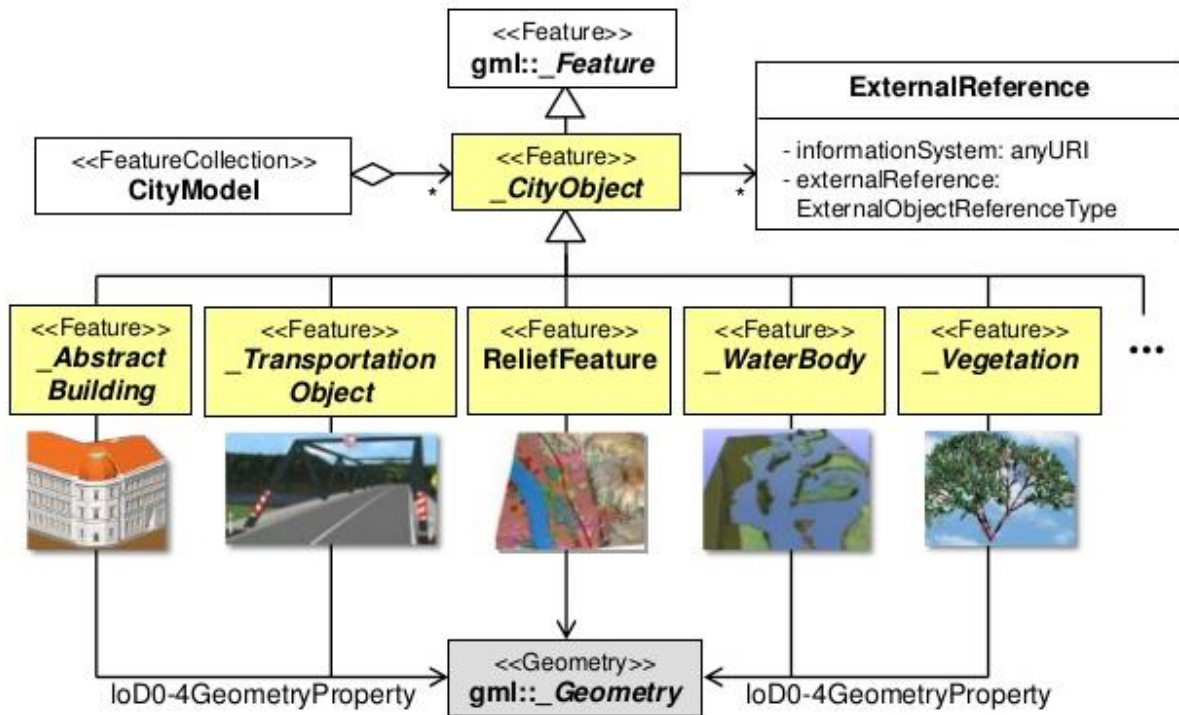 <<Feature>>
gml::_Feature
ExternalReference
- informationSystem: anyURI
- externalReference:
ExternalObjectReferenceType
<<FeatureCollection>>
CityModel
*
<<Feature>>
_CityObject
*
<<Feature>>
_Abstract
Building
<<Feature>>
_Transportation
Object
<<Feature>>
ReliefFeature
<<Feature>>
_WaterBody
<<Feature>>
_Vegetation
...
<<Geometry>>
gml::_Geometry
loD0-4GeometryProperty
loD0-4GeometryProperty